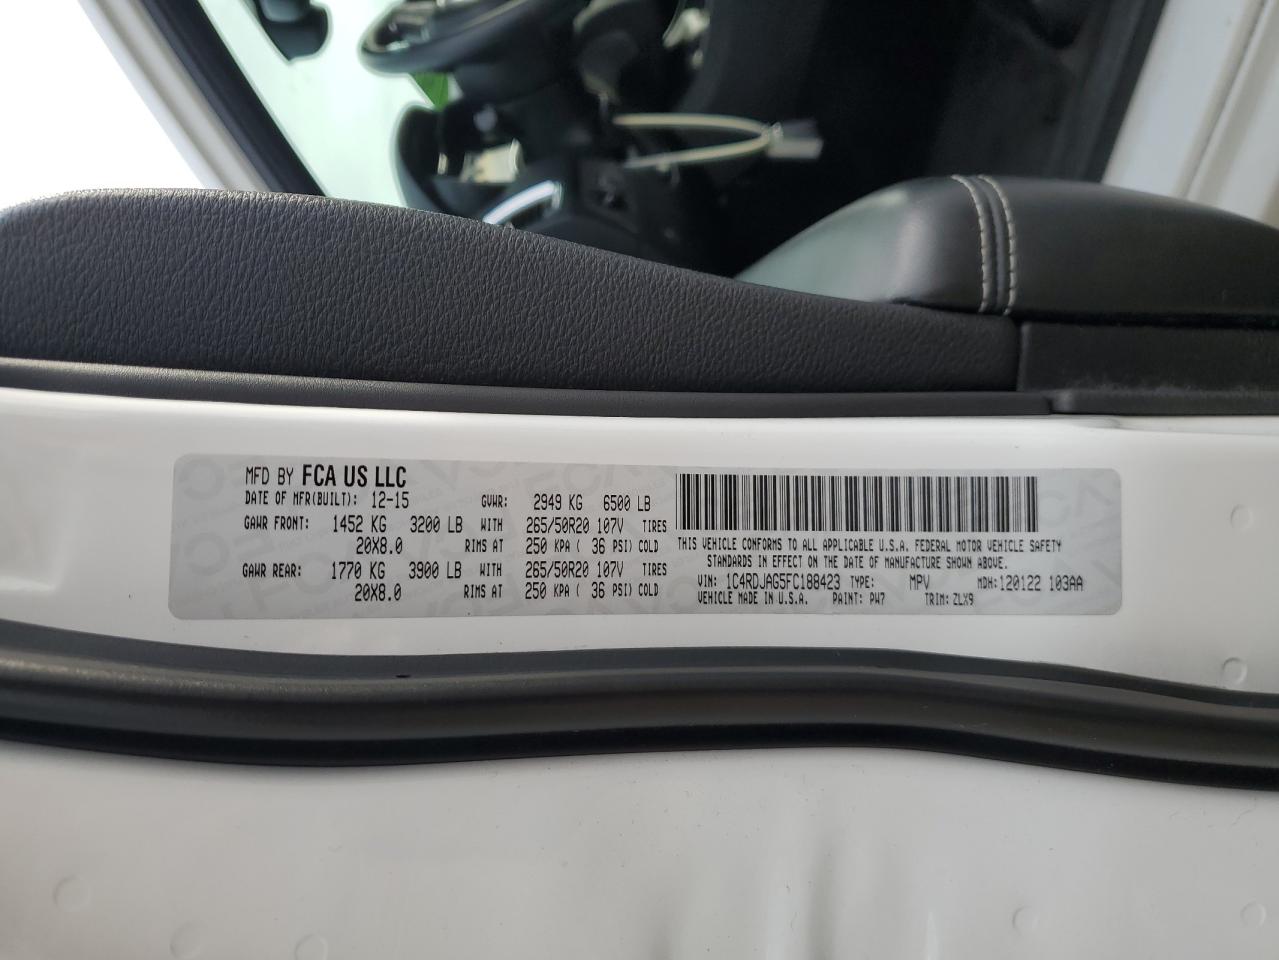 MFD BY FCA US LLC
DATE OF MFR(BUILT): 12-15 GVWR: 2949 KG 6500 LB
GAWR FRONT: 1452 KG 3200 LB WITH 265/50R20 107V TIRES
20X8.0 RIMS AT 250 KPA ( 36 PSI) COLD
GAWR REAR: 1770 KG 3900 LB WITH 265/50R20 107V TIRES
20X8.0 RIMS AT 250 KPA ( 36 PSI) COLD
THIS VEHICLE CONFORMS TO ALL APPLICABLE U.S.A. FEDERAL MOTOR VEHICLE SAFETY
STANDARDS IN EFFECT ON THE DATE OF MANUFACTURE SHOWN ABOVE.
VIN: 1C4RDJAG5FC188423 TYPE: MPV MDH: 120122 103AA
VEHICLE MADE IN U.S.A. PAINT: PW7 TRIM: ZLX9